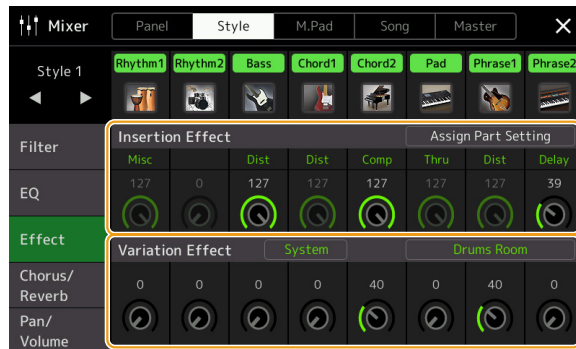 Mixer Panel Style M.Pad Song Master
Style 1
Rhythm1 Rhythm2 Bass Chord1 Chord2 Pad Phrase1 Phrase2
Filter
EQ
Effect
Chorus/
Reverb
Pan/
Volume
Insertion Effect Assign Part Setting
Misc Dist Dist Comp Thru Dist Delay
127 0 127 127 127 127 127 39
Variation Effect System Drums Room
0 0 0 0 40 0 40 0